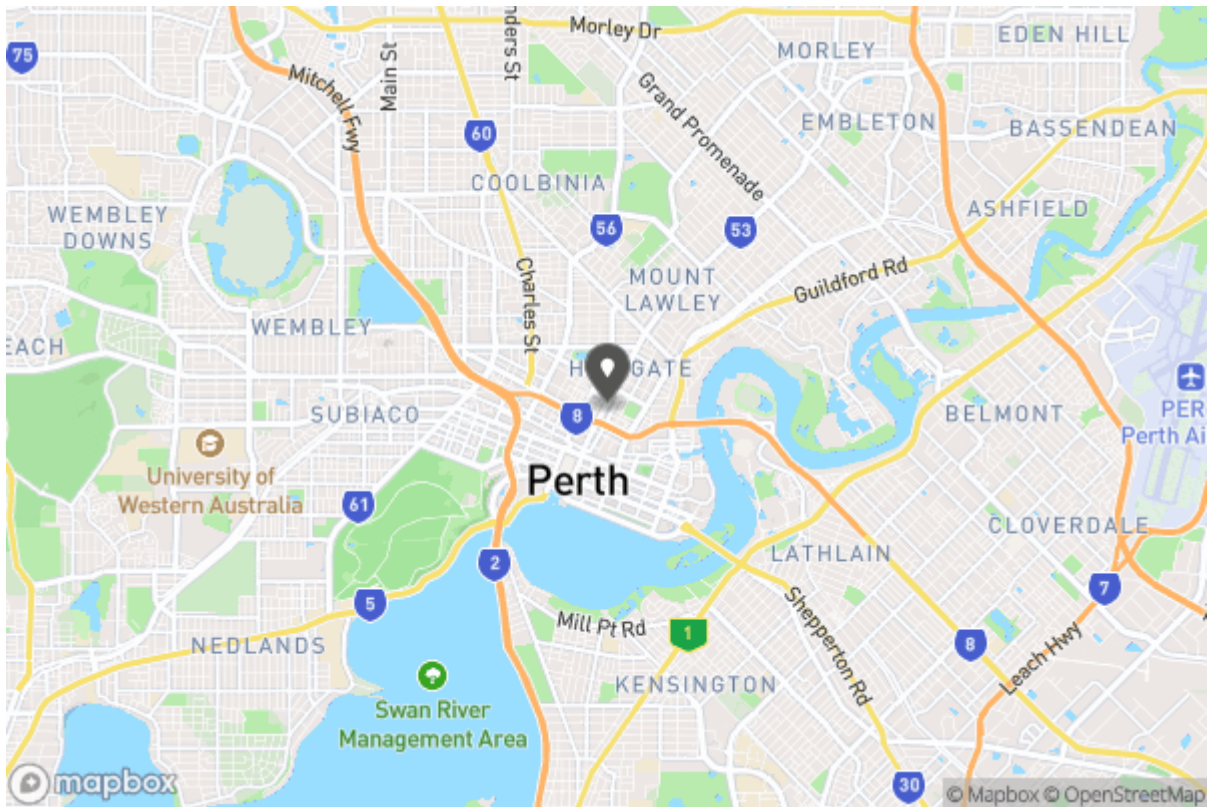 Morley Dr
MORLEY
EDEN HILL
75
Main St
nders St
Mitchell Fwy
Grand Promenade
EMBLETON
BASSENDEAN
60
COOLBINIA
WEMBLEY
DOWNS
56
53
ASHFIELD
MOUNT
LAWLEY
Guildford Rd
Charles St
WEMBLEY
EACH
H GATE
SUBIACO
8
BELMONT
PER
Perth Ai
University of
Western Australia
Perth
61
CLOVERDALE
LATHLAIN
2
7
5
Mill Pt Rd
1
Shepperton Rd
8
NEDLANDS
Leach Hwy
KENSINGTON
Swan River
Management Area
30
mapbox
© Mapbox © OpenStreetMap